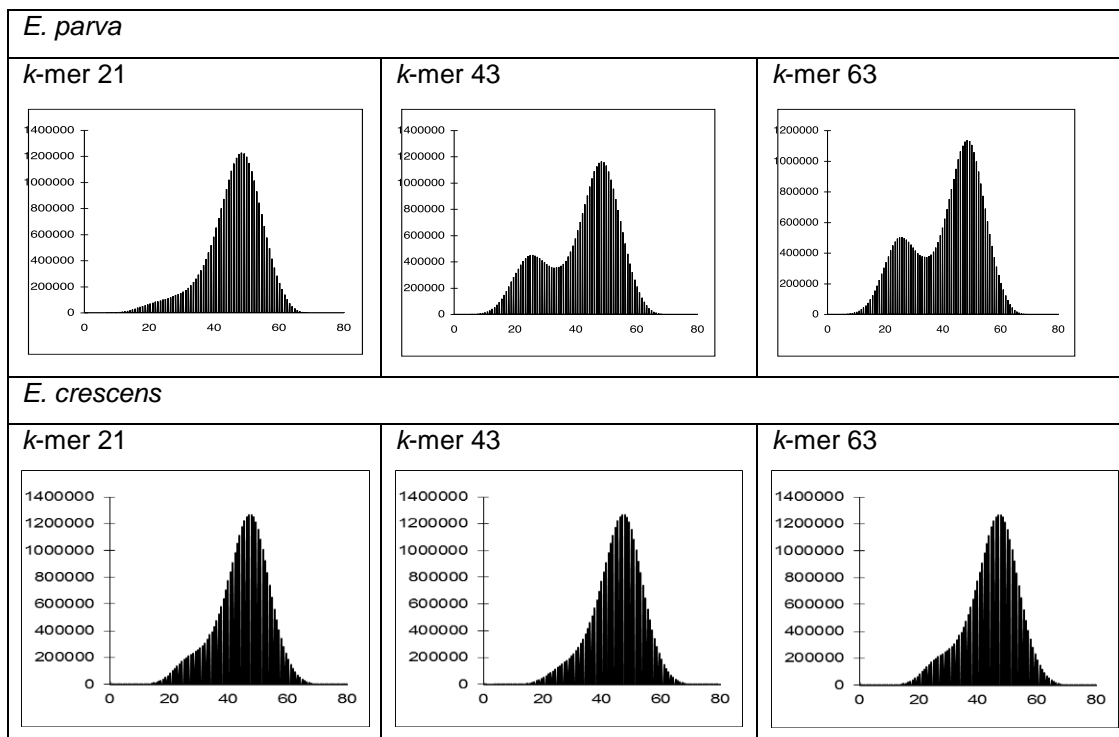 E. parva
k-mer 21 k-mer 43 k-mer 63
1400000 1400000 1200000
1200000 1200000 1000000
1000000 1000000 800000
800000 800000 600000
600000 600000 400000
400000 400000 200000
200000 200000 0
0 0
0 20 40 60 80 0 20 40 60 80 0 20 40 60 80
E. crescens
k-mer 21 k-mer 43 k-mer 63
1400000 1400000 1400000
1200000 1200000 1200000
1000000 1000000 1000000
800000 800000 800000
600000 600000 600000
400000 400000 400000
200000 200000 200000
0 0 0
0 20 40 60 80 0 20 40 60 80 0 20 40 60 80